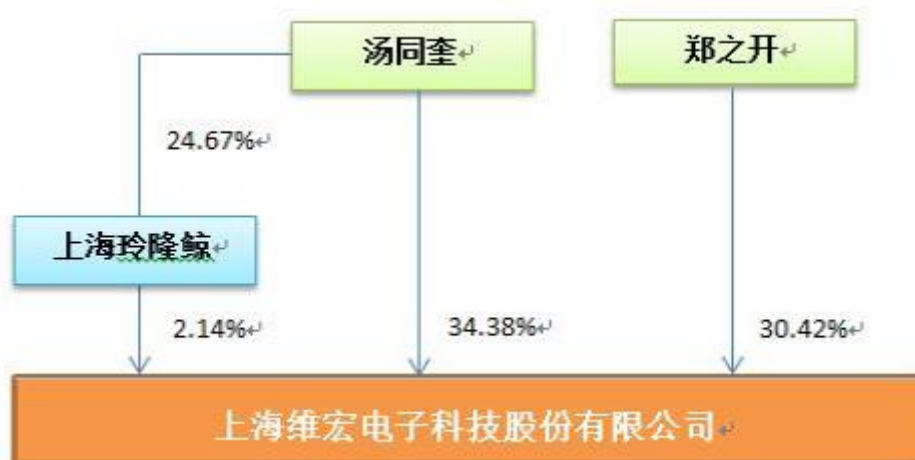 汤同奎
郑之开
24.67%
上海玲隆鲸
2.14%
34.38%
30.42%
上海维宏电子科技股份有限公司